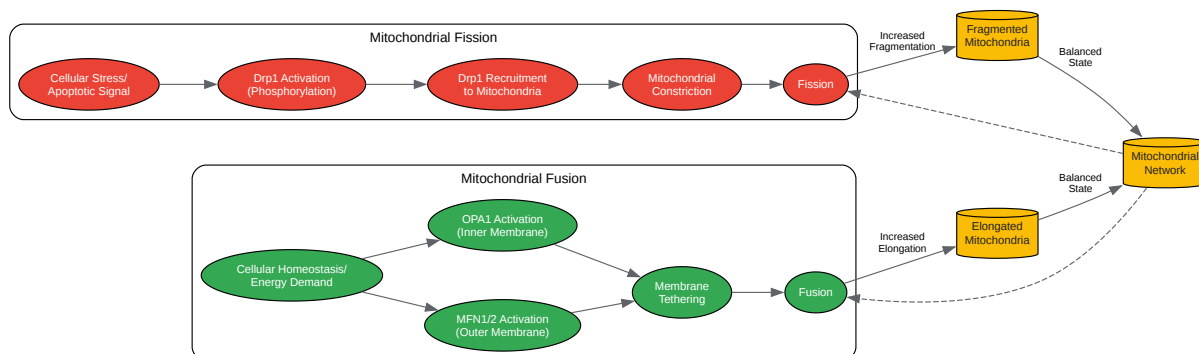 Mitochondrial Fission
Cellular Stress/
Apoptotic Signal
Drp1 Activation
(Phosphorylation)
Drp1 Recruitment
to Mitochondria
Mitochondrial
Constriction
Fission
Increased
Fragmentation
Fragmented
Mitochondria
Balanced
State
Mitochondrial
Network
Mitochondrial Fusion
Cellular Homeostasis/
Energy Demand
OPA1 Activation
(Inner Membrane)
MFN1/2 Activation
(Outer Membrane)
Membrane
Tethering
Fusion
Increased
Elongation
Elongated
Mitochondria
Balanced
State